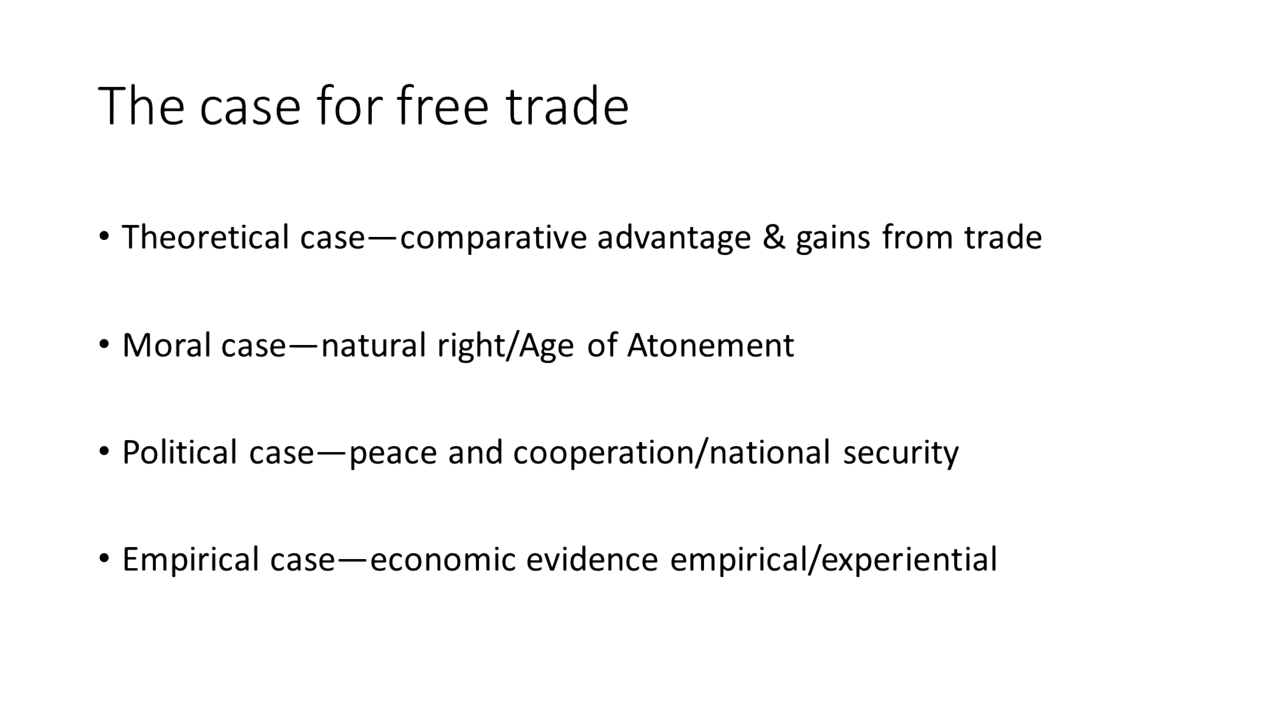 The case for free trade
• Theoretical case—comparative advantage & gains from trade
• Moral case—natural right/Age of Atonement
• Political case—peace and cooperation/national security
• Empirical case—economic evidence empirical/experiential